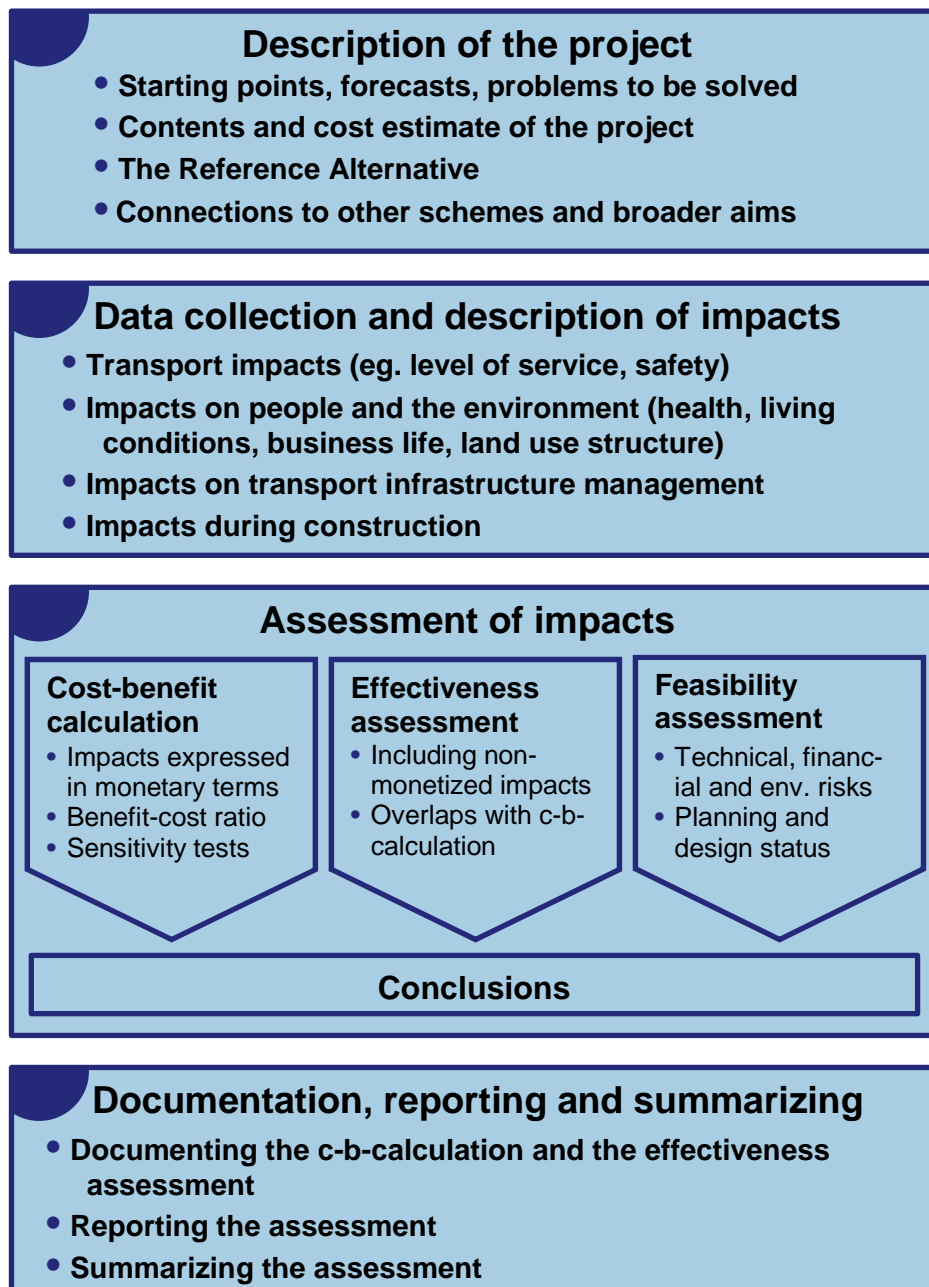 Description of the project
• Starting points, forecasts, problems to be solved
• Contents and cost estimate of the project
• The Reference Alternative
• Connections to other schemes and broader aims
Data collection and description of impacts
• Transport impacts (eg. level of service, safety)
• Impacts on people and the environment (health, living
conditions, business life, land use structure)
• Impacts on transport infrastructure management
• Impacts during construction
Assessment of impacts
Cost-benefit
calculation
• Impacts expressed
in monetary terms
• Benefit-cost ratio
• Sensitivity tests
Effectiveness
assessment
• Including non-
monetized impacts
• Overlaps with c-b-
calculation
Feasibility
assessment
• Technical, financ-
ial and env. risks
• Planning and
design status
Conclusions
Documentation, reporting and summarizing
• Documenting the c-b-calculation and the effectiveness
assessment
• Reporting the assessment
• Summarizing the assessment